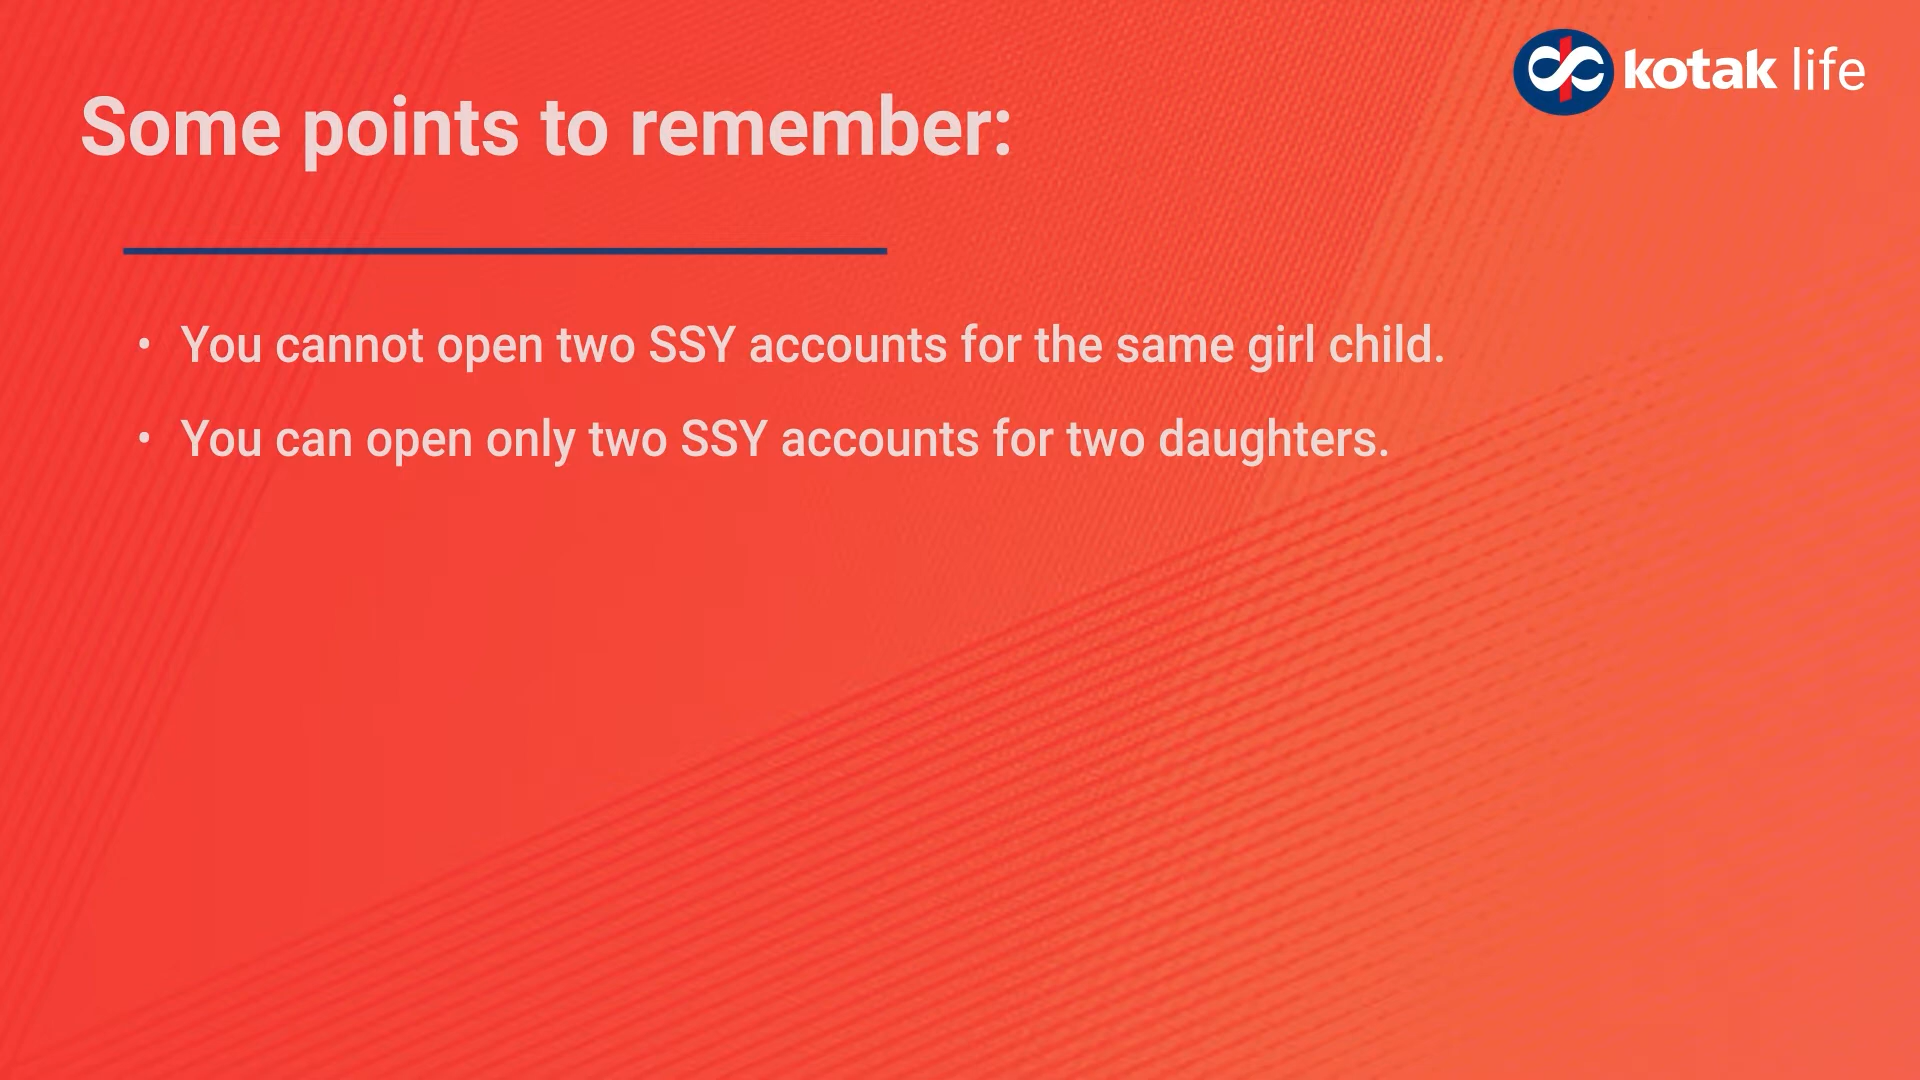 kotak life
Some points to remember:
• You cannot open two SSY accounts for the same girl child.
• You can open only two SSY accounts for two daughters.